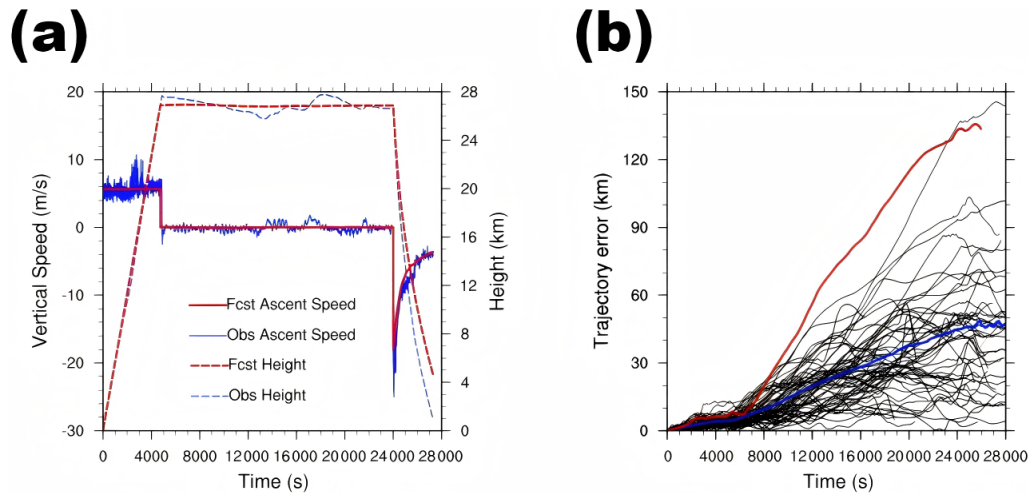 (a)
(b)
20
10
0
-10
-20
-30
Vertical Speed (m/s)
28
24
20
16
12
8
4
0
Height (km)
Fcst Ascent Speed
Obs Ascent Speed
Fcst Height
Obs Height
0 4000 8000 12000 16000 20000 24000 28000
Time (s)
150
120
90
60
30
0
Trajectory error (km)
0 4000 8000 12000 16000 20000 24000 28000
Time (s)